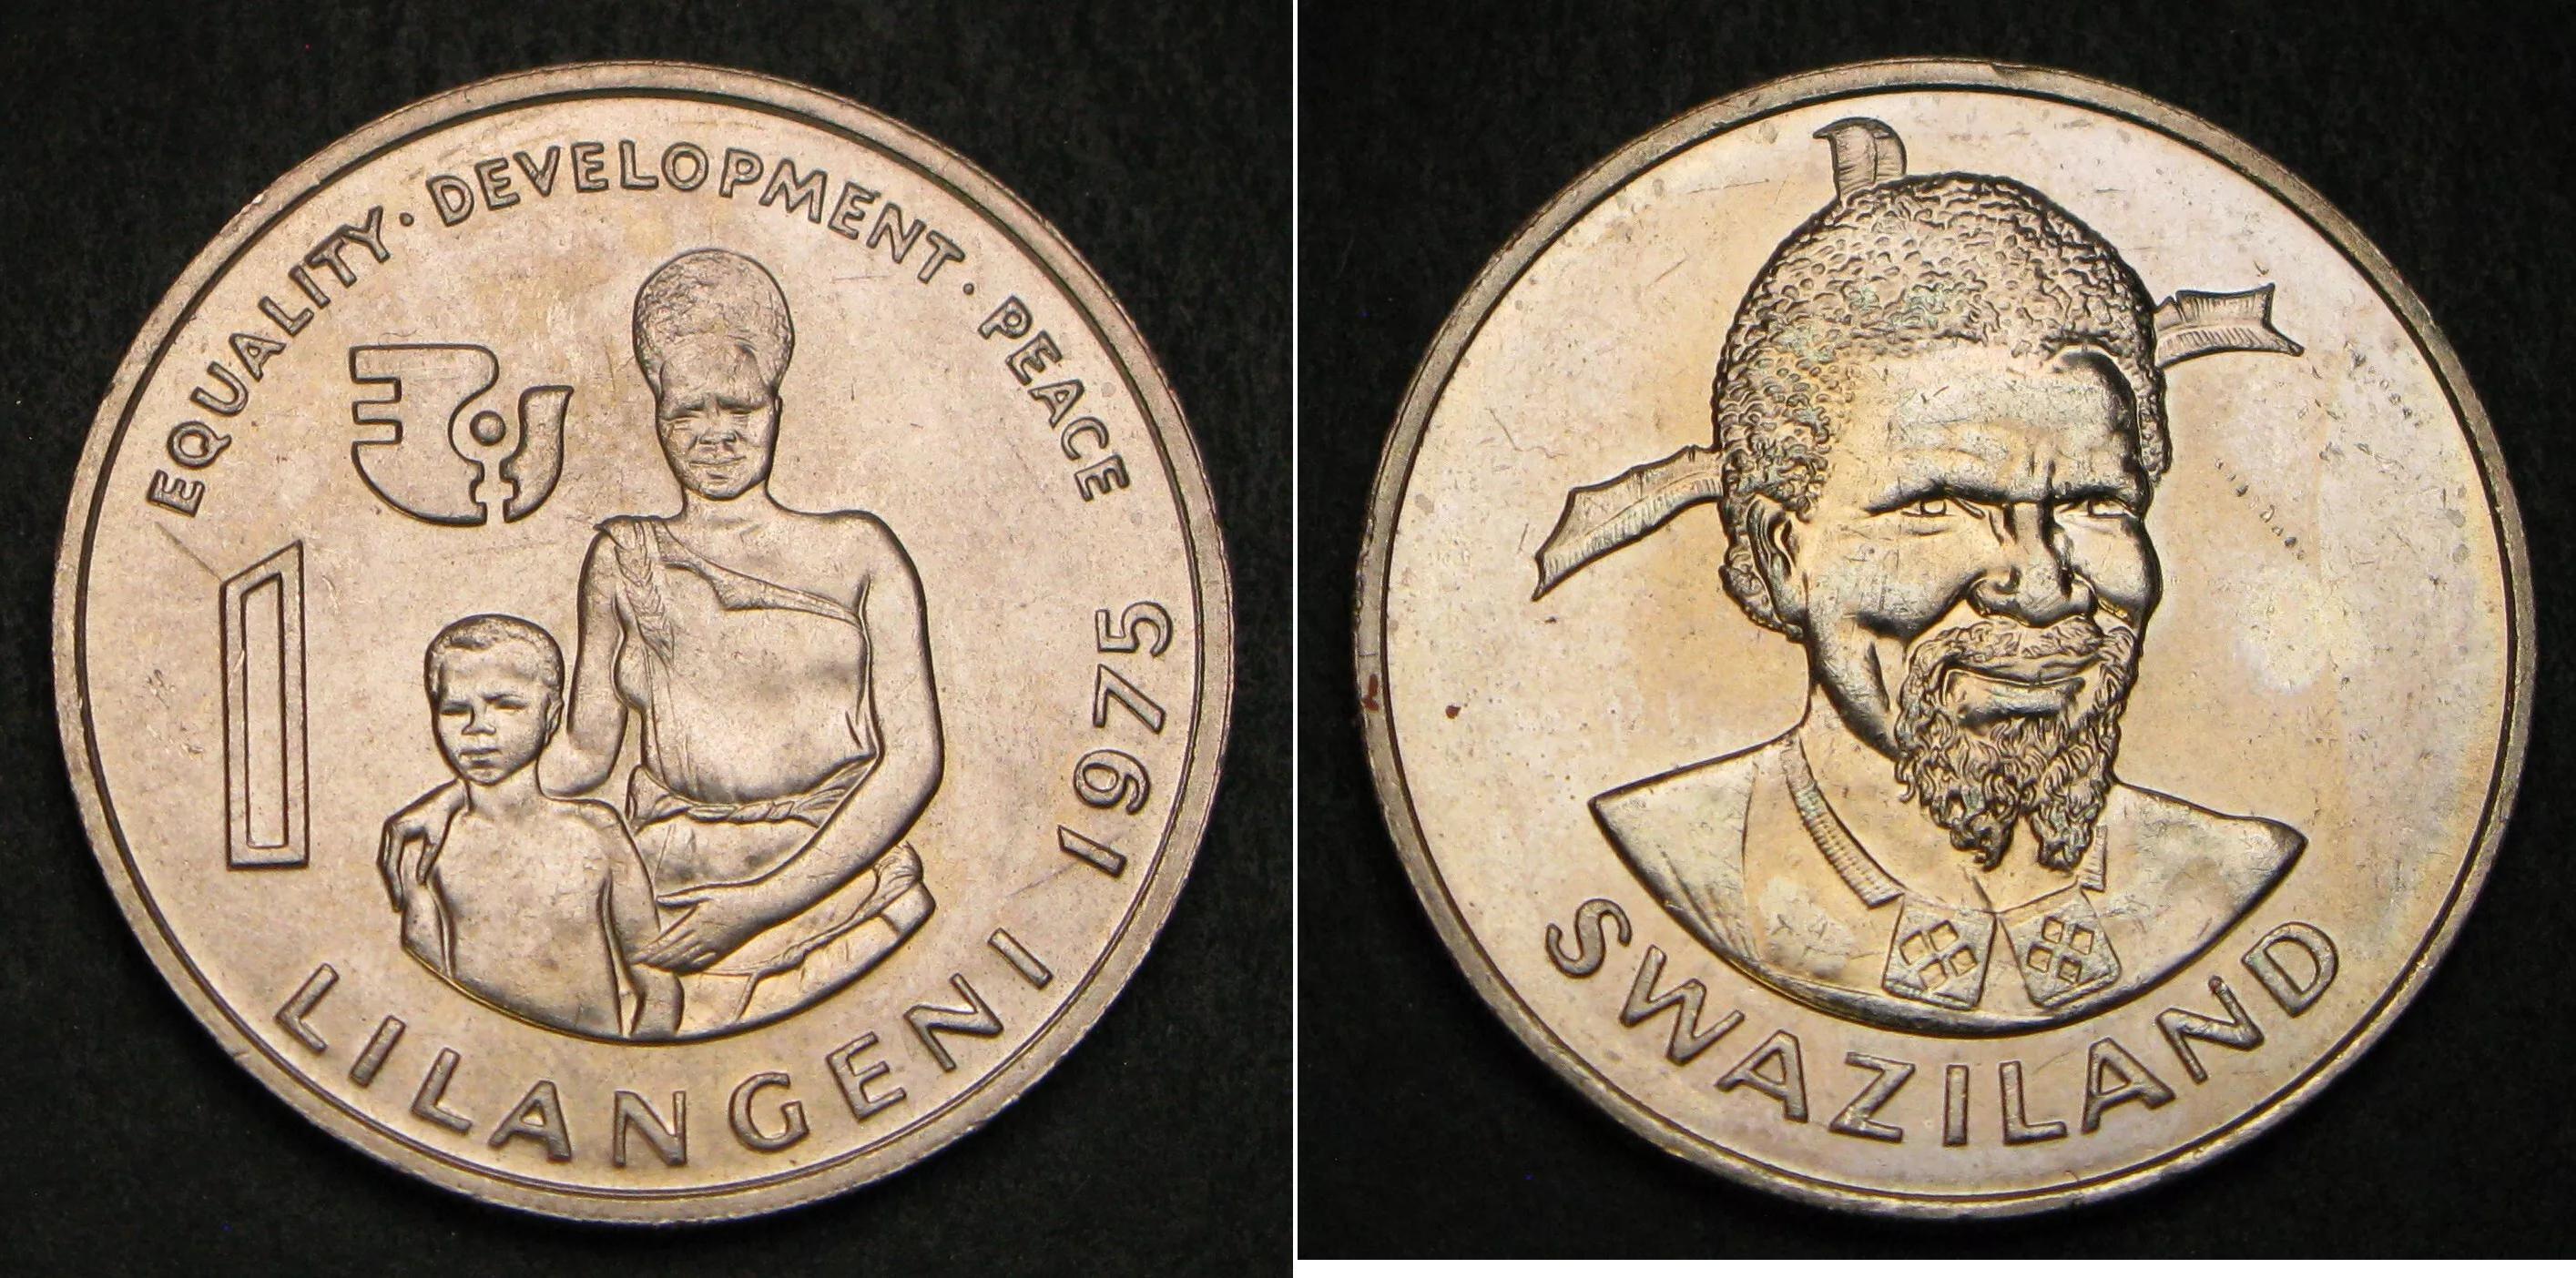 EQUALITY · DEVELOPMENT · PEACE
1
LILANGENI 1975
SWAZILAND